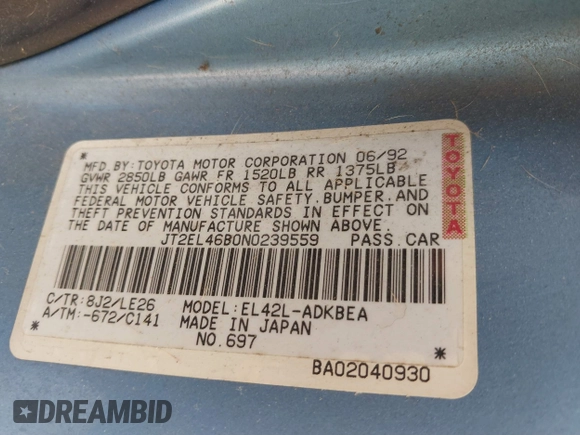 MFD BY:TOYOTA MOTOR CORPORATION 06/92
GVWR 2850LB GAWR FR 1520LB RR 1375LB
THIS VEHICLE CONFORMS TO ALL APPLICABLE
FEDERAL MOTOR VEHICLE SAFETY, BUMPER, AND
THEFT PREVENTION STANDARDS IN EFFECT ON
THE DATE OF MANUFACTURE SHOWN ABOVE.
JT2EL46B0N0239559 PASS.CAR
C/TR:8J2/LE26 MODEL:EL42L-ADKBEA
A/TM:-672/C141 MADE IN JAPAN
NO.697
BA02040930
TOYOTA
DREAMBID